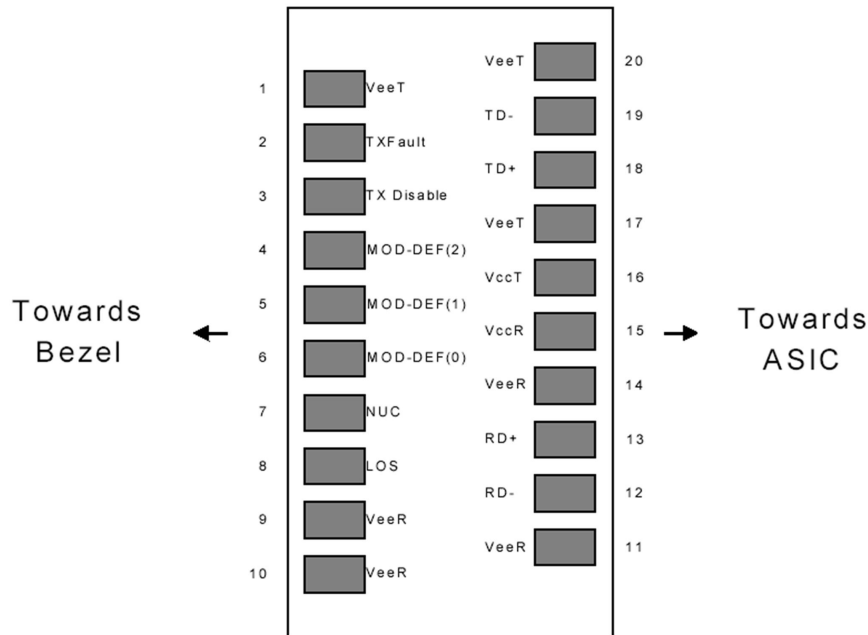 VeeT 20
1 VeeT
TD- 19
2 TXFault
TD+ 18
3 TX Disable
VeeT 17
4 MOD-DEF(2)
VccT 16
5 MOD-DEF(1)
Towards
Bezel
VccR 15
Towards
ASIC
6 MOD-DEF(0)
VeeR 14
7 NUC
RD+ 13
8 LOS
RD- 12
9 VeeR
VeeR 11
10 VeeR